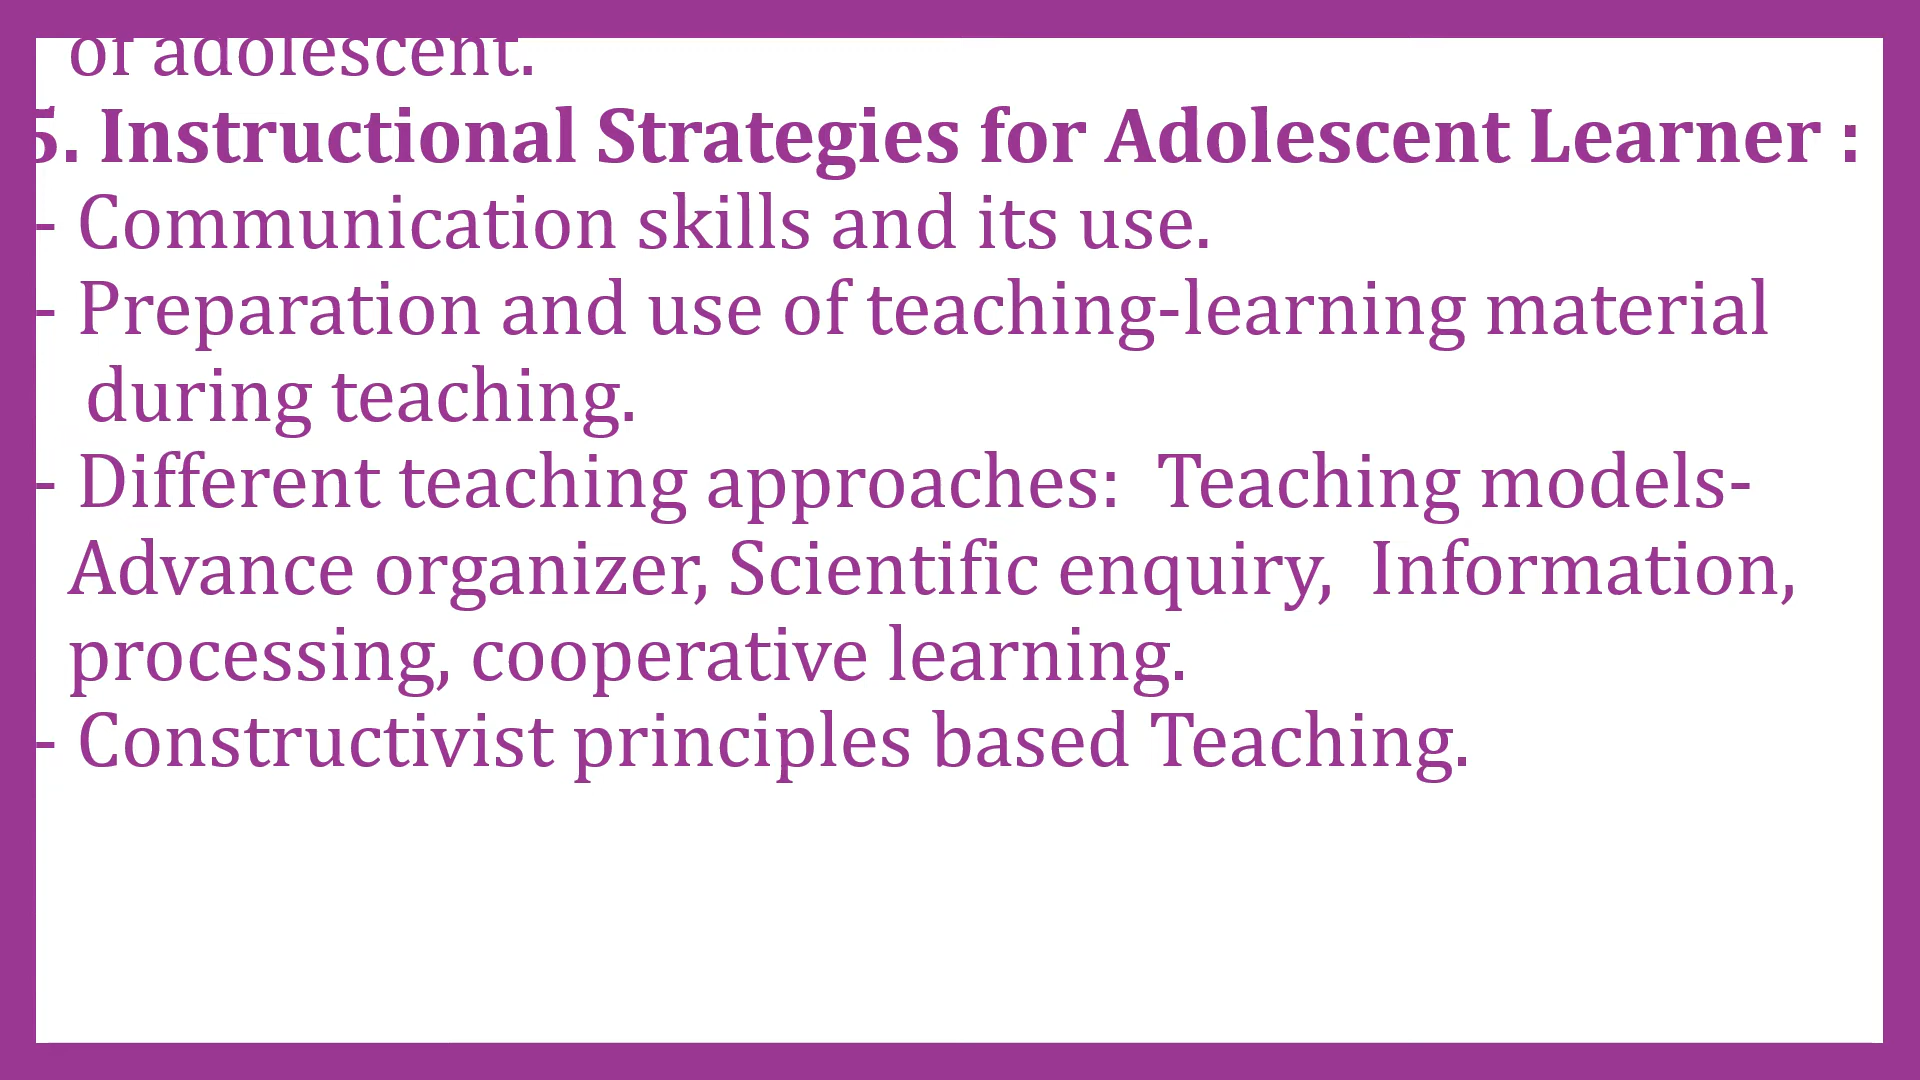 of adolescent.
5. Instructional Strategies for Adolescent Learner :
- Communication skills and its use.
- Preparation and use of teaching-learning material
during teaching.
- Different teaching approaches:  Teaching models-
Advance organizer, Scientific enquiry,  Information,
processing, cooperative learning.
- Constructivist principles based Teaching.